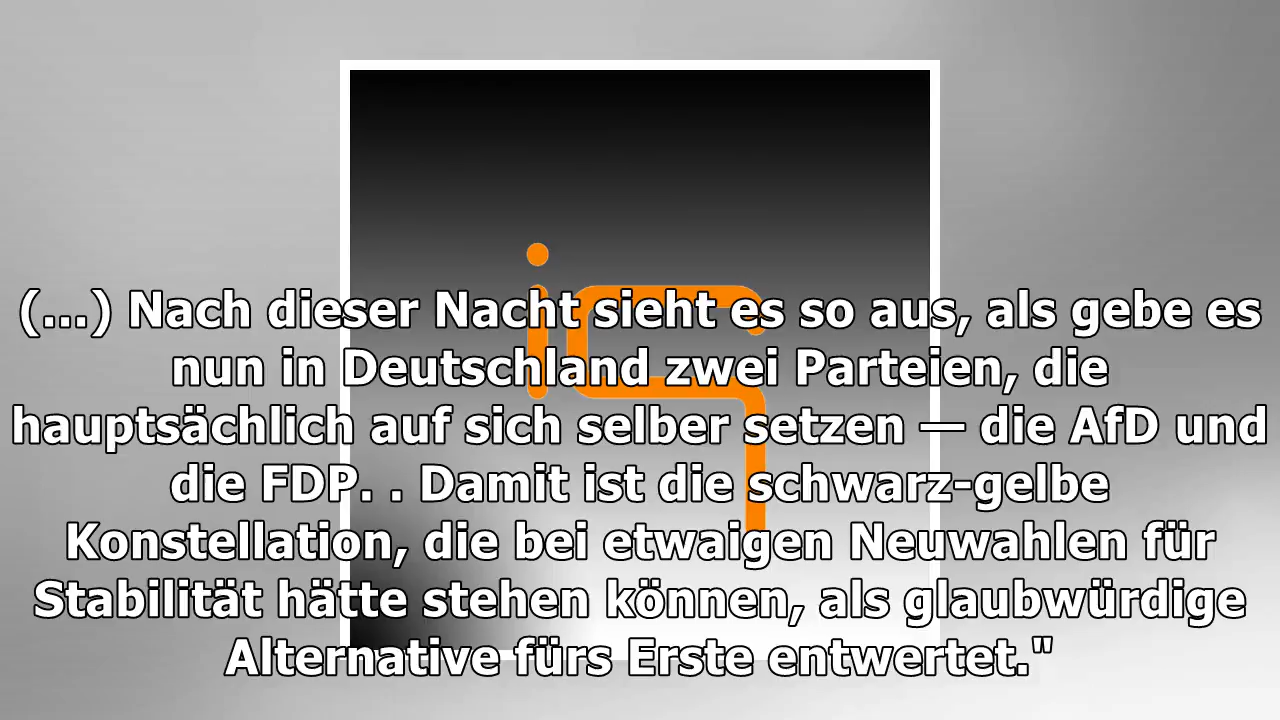 (...) Nach dieser Nacht sieht es so aus, als gebe es
nun in Deutschland zwei Parteien, die
hauptsächlich auf sich selber setzen — die AfD und
die FDP. . Damit ist die schwarz-gelbe
Konstellation, die bei etwaigen Neuwahlen für
Stabilität hätte stehen können, als glaubwürdige
Alternative fürs Erste entwertet."